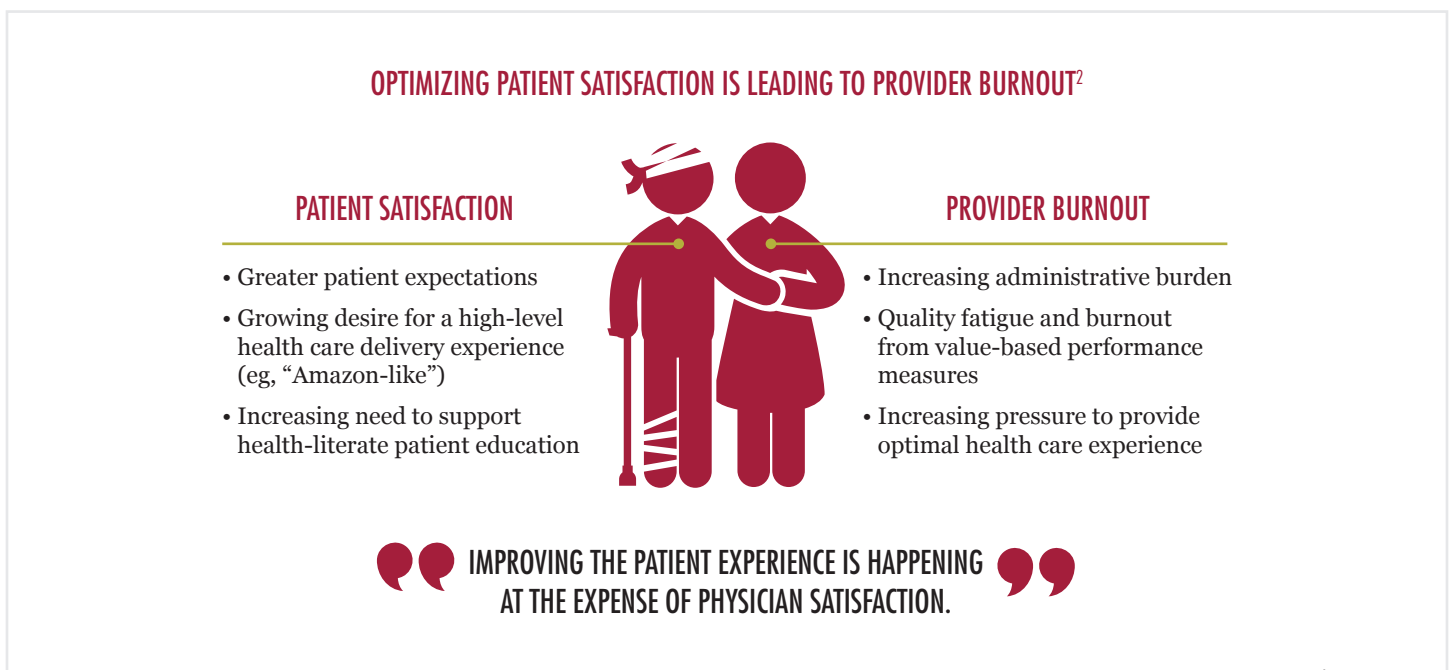 OPTIMIZING PATIENT SATISFACTION IS LEADING TO PROVIDER BURNOUT2
PATIENT SATISFACTION
• Greater patient expectations
• Growing desire for a high-level
health care delivery experience
(eg, “Amazon-like”)
• Increasing need to support
health-literate patient education
PROVIDER BURNOUT
• Increasing administrative burden
• Quality fatigue and burnout
from value-based performance
measures
• Increasing pressure to provide
optimal health care experience
❟❟ IMPROVING THE PATIENT EXPERIENCE IS HAPPENING
AT THE EXPENSE OF PHYSICIAN SATISFACTION. ❟❟